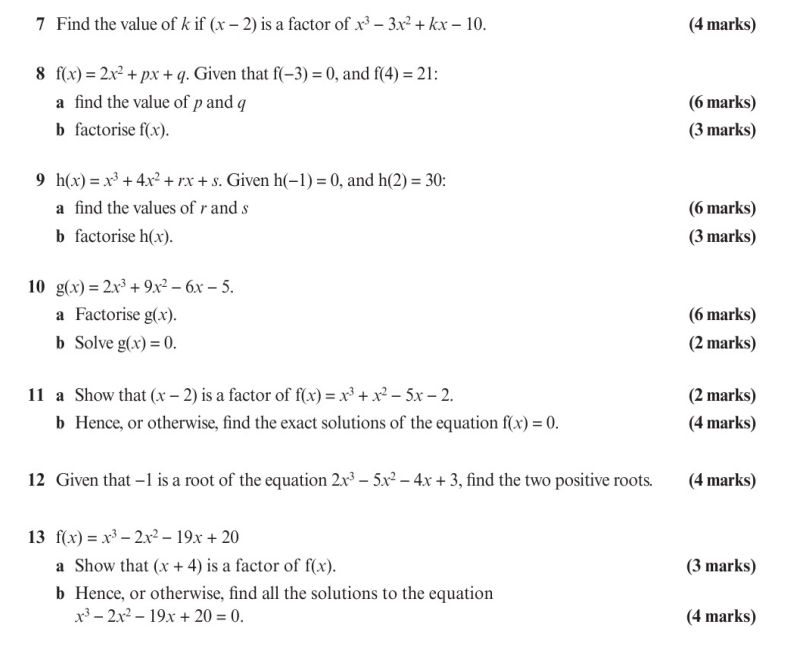 7 Find the value of k if (x – 2) is a factor of x³ – 3x² + kx – 10. (4 marks)
8 f(x) = 2x² + px + q. Given that f(–3) = 0, and f(4) = 21:
a find the value of p and q (6 marks)
b factorise f(x). (3 marks)
9 h(x) = x³ + 4x² + rx + s. Given h(–1) = 0, and h(2) = 30:
a find the values of r and s (6 marks)
b factorise h(x). (3 marks)
10 g(x) = 2x³ + 9x² – 6x – 5.
a Factorise g(x). (6 marks)
b Solve g(x) = 0. (2 marks)
11 a Show that (x – 2) is a factor of f(x) = x³ + x² – 5x – 2. (2 marks)
b Hence, or otherwise, find the exact solutions of the equation f(x) = 0. (4 marks)
12 Given that –1 is a root of the equation 2x³ – 5x² – 4x + 3, find the two positive roots. (4 marks)
13 f(x) = x³ – 2x² – 19x + 20
a Show that (x + 4) is a factor of f(x). (3 marks)
b Hence, or otherwise, find all the solutions to the equation
x³ – 2x² – 19x + 20 = 0. (4 marks)